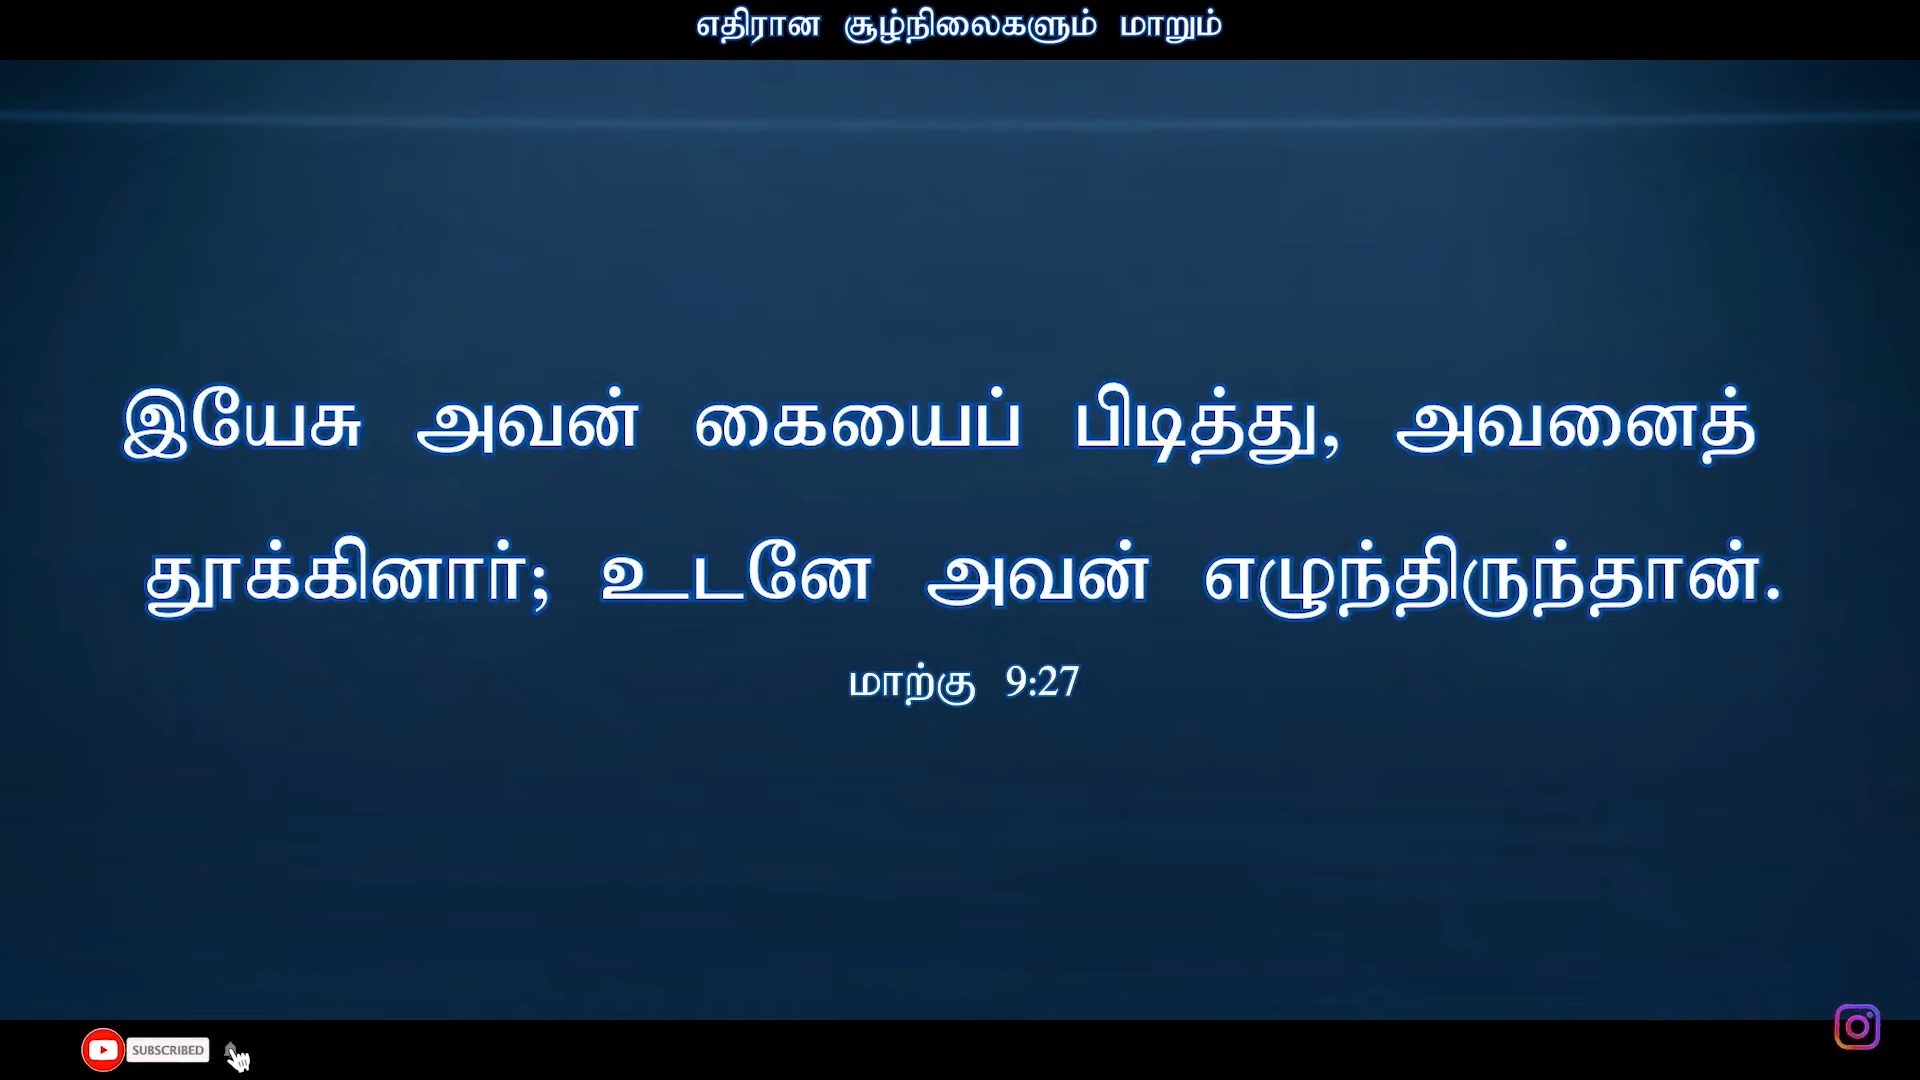 எதிரான சூழ்நிலைகளும் மாறும்
இயேசு அவன் கையைப் பிடித்து, அவனைத்
தூக்கினார்; உடனே அவன் எழுந்திருந்தான்.
மாற்கு 9:27
SUBSCRIBED